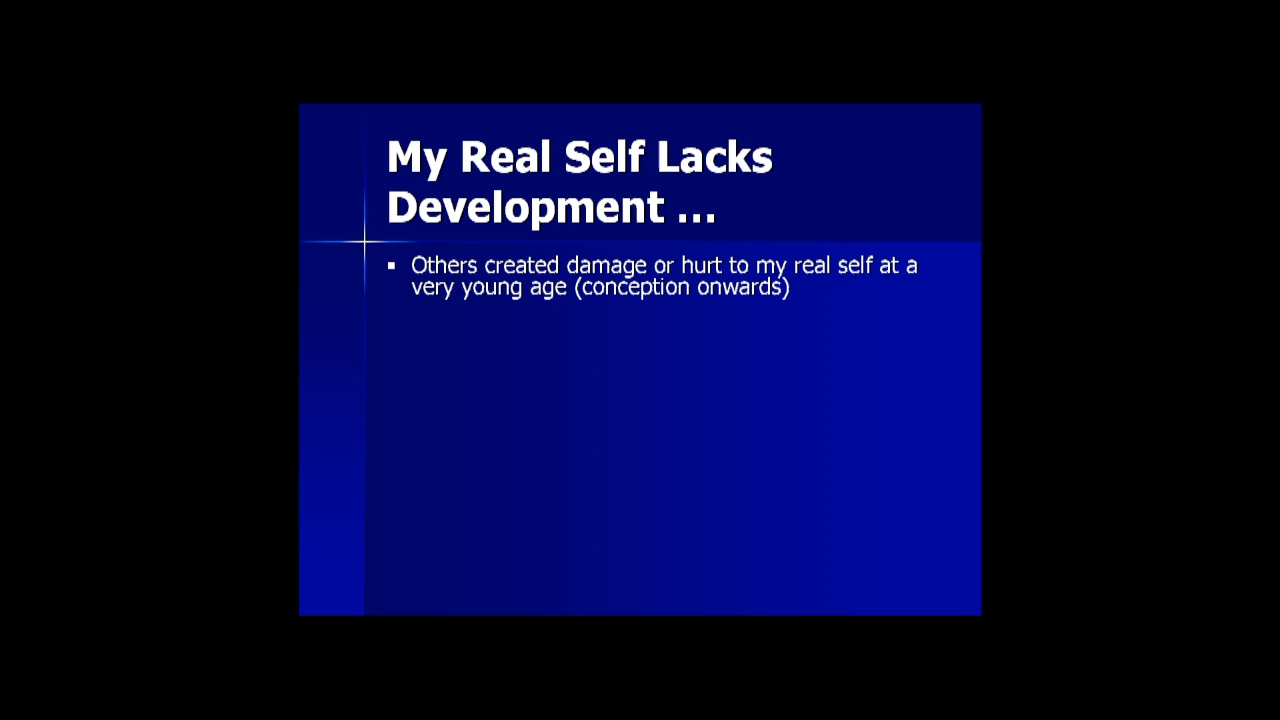 My Real Self Lacks
Development ...
▪ Others created damage or hurt to my real self at a
very young age (conception onwards)